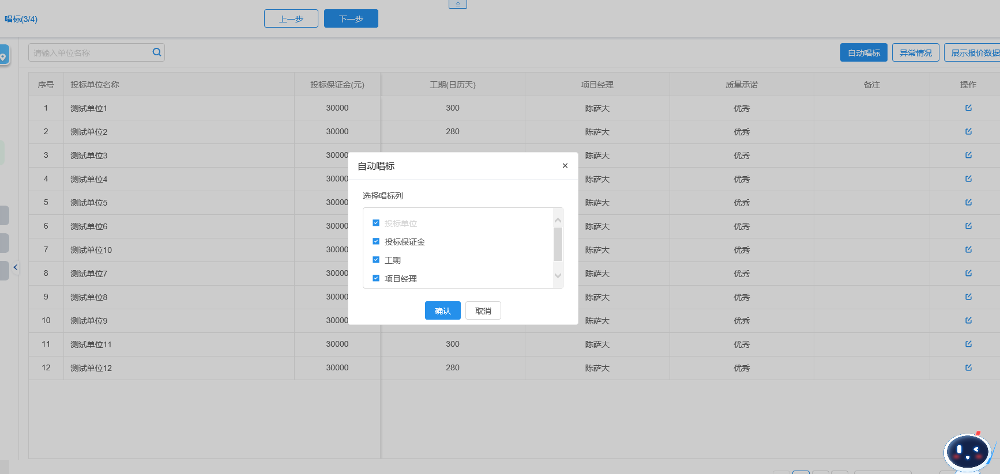 唱标(3/4)
上一步
下一步
请输入单位名称
自动唱标
异常情况
展示报价数据
序号 投标单位名称 投标保证金(元) 工期(日历天) 项目经理 质量承诺 备注 操作
1 测试单位1 30000 300 陈萨大 优秀
2 测试单位2 30000 280 陈萨大 优秀
3 测试单位3 30000 陈萨大 优秀
4 测试单位4 30000 陈萨大 优秀
5 测试单位5 30000 陈萨大 优秀
6 测试单位6 30000 陈萨大 优秀
7 测试单位10 30000 陈萨大 优秀
8 测试单位7 30000 陈萨大 优秀
9 测试单位8 30000 陈萨大 优秀
10 测试单位9 30000 陈萨大 优秀
11 测试单位11 30000 300 陈萨大 优秀
12 测试单位12 30000 280 陈萨大 优秀
自动唱标
选择唱标列
投标单位
投标保证金
工期
项目经理
确认
取消